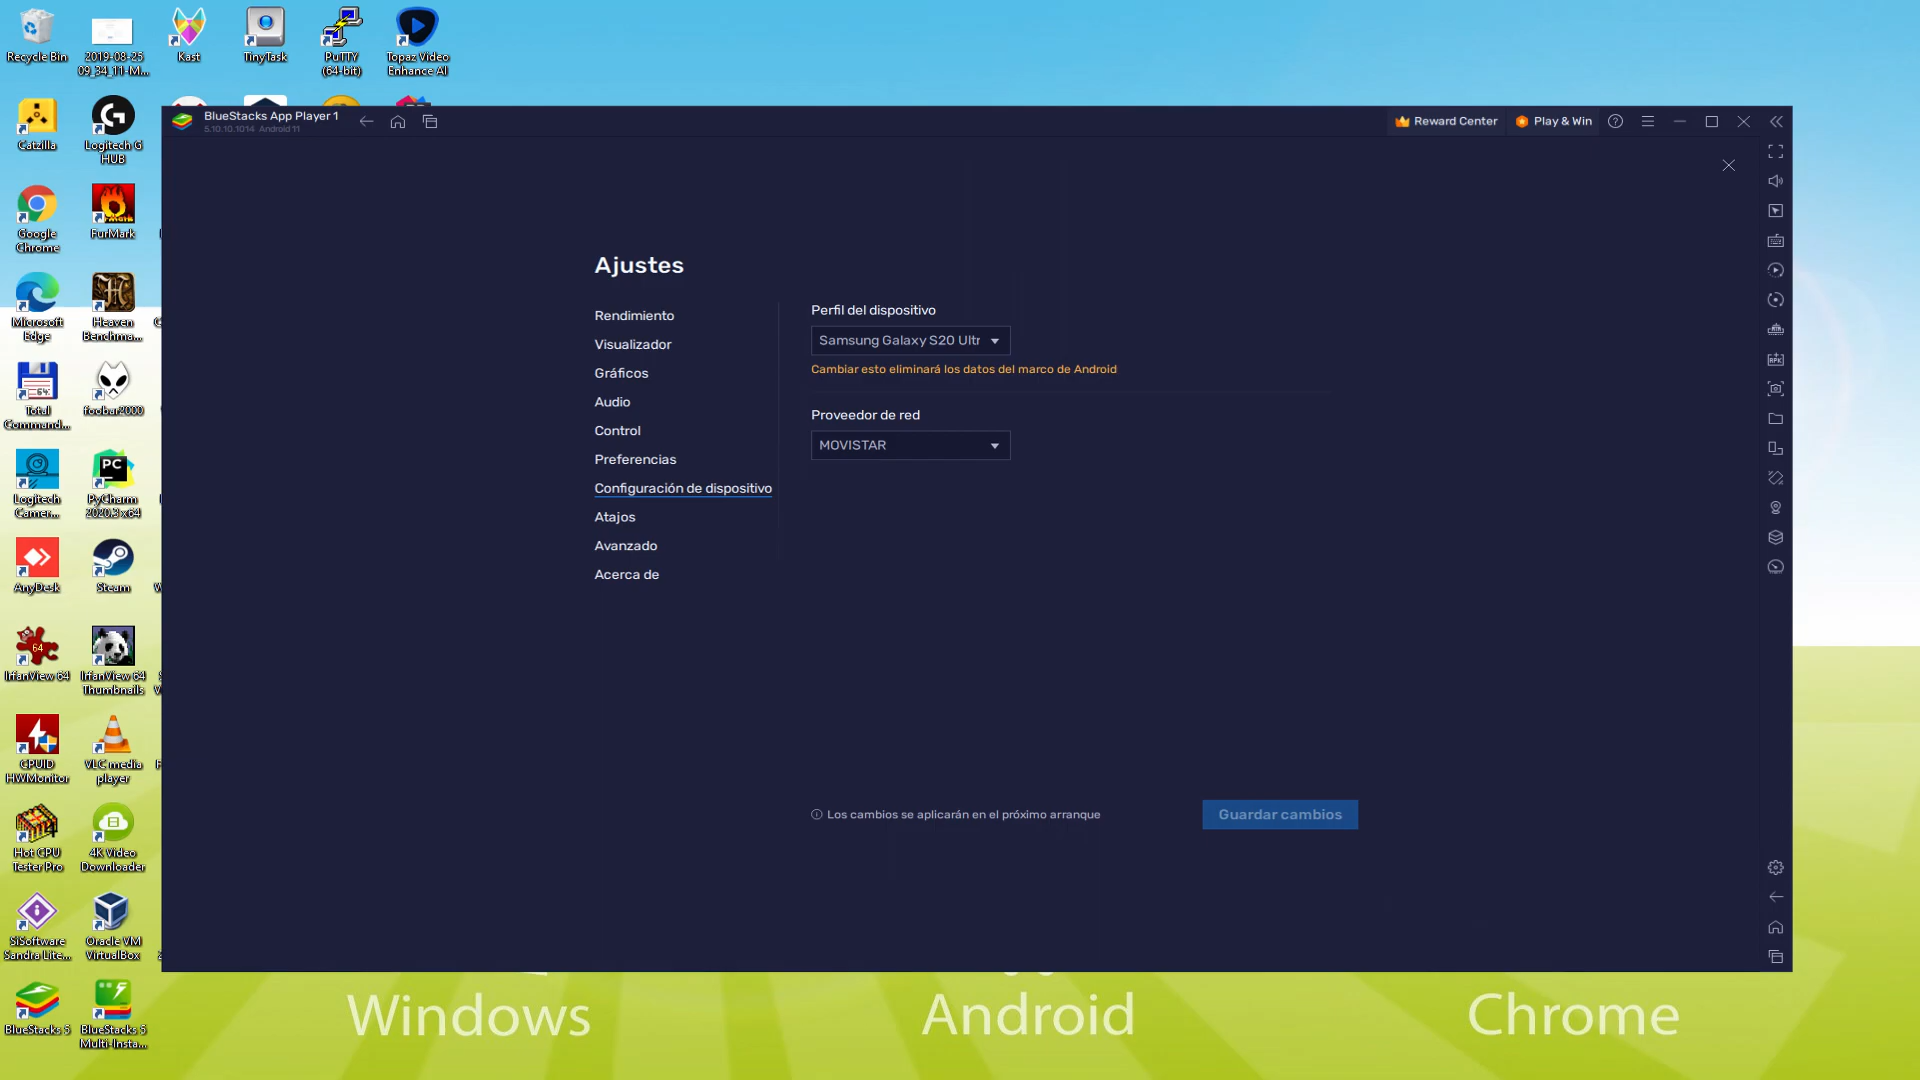 Recycle Bin
2019-08-25
09_34_11-M...
Kast
TinyTask
PuTTY
(64-bit)
Topaz Video
Enhance AI
Catzilla
Logitech G
HUB
Google
Chrome
FurMark
Microsoft
Edge
Heaven
Benchma...
Total
Command...
foobar2000
Logitech
Camer...
PyCharm
2020.3 x64
AnyDesk
Steam
IrfanView 64
IrfanView 64
Thumbnails
CPUID
HWMonitor
VLC media
player
Hot CPU
Tester Pro
4K Video
Downloader
SiSoftware
Sandra Lite...
Oracle VM
VirtualBox
BlueStacks 5
BlueStacks 5
Multi-Insta...
BlueStacks App Player 1
5.10.10.1014 Android 11
Reward Center
Play & Win
Ajustes
Rendimiento
Visualizador
Gráficos
Audio
Control
Preferencias
Configuración de dispositivo
Atajos
Avanzado
Acerca de
Perfil del dispositivo
Samsung Galaxy S20 Ultr
Cambiar esto eliminará los datos del marco de Android
Proveedor de red
MOVISTAR
Los cambios se aplicarán en el próximo arranque
Guardar cambios
Windows
Android
Chrome